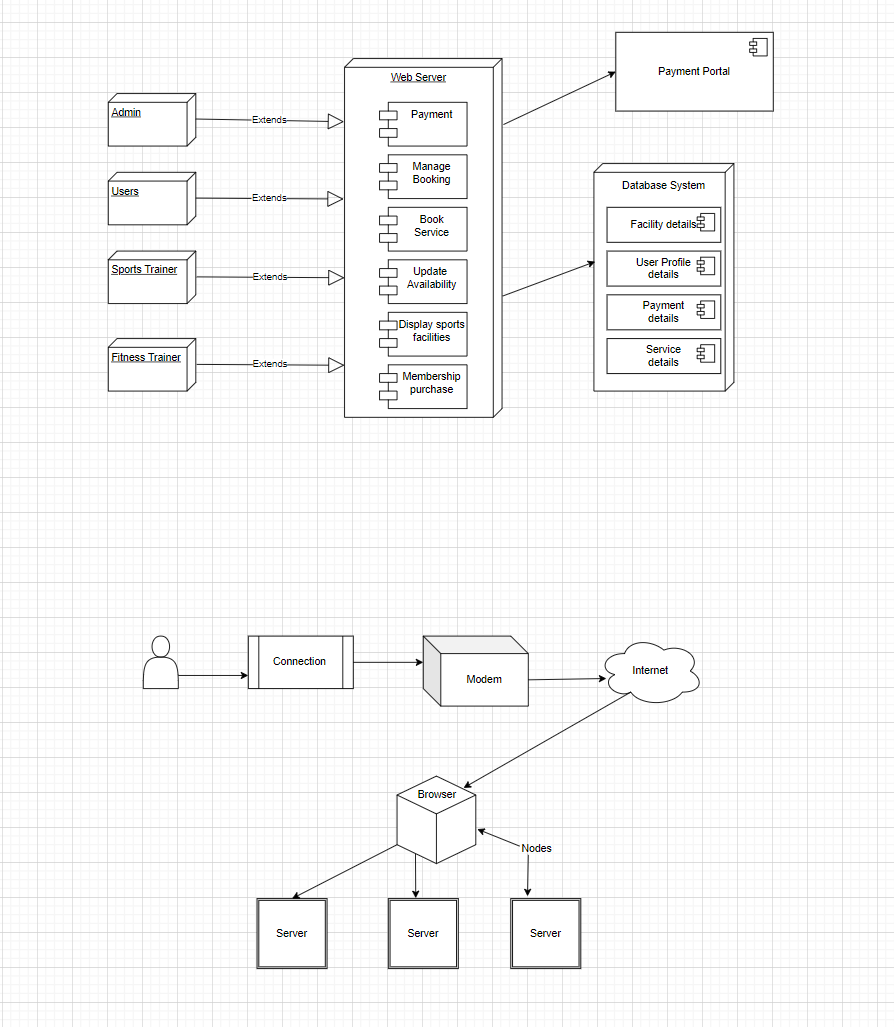 Web Server
Payment Portal
Admin
Extends
Payment
Manage
Booking
Users
Extends
Book
Service
Database System
Facility details
Sports Trainer
Extends
Update
Availability
User Profile
details
Display sports
facilities
Payment
details
Fitness Trainer
Extends
Membership
purchase
Service
details
Connection
Modem
Internet
Browser
Nodes
Server
Server
Server